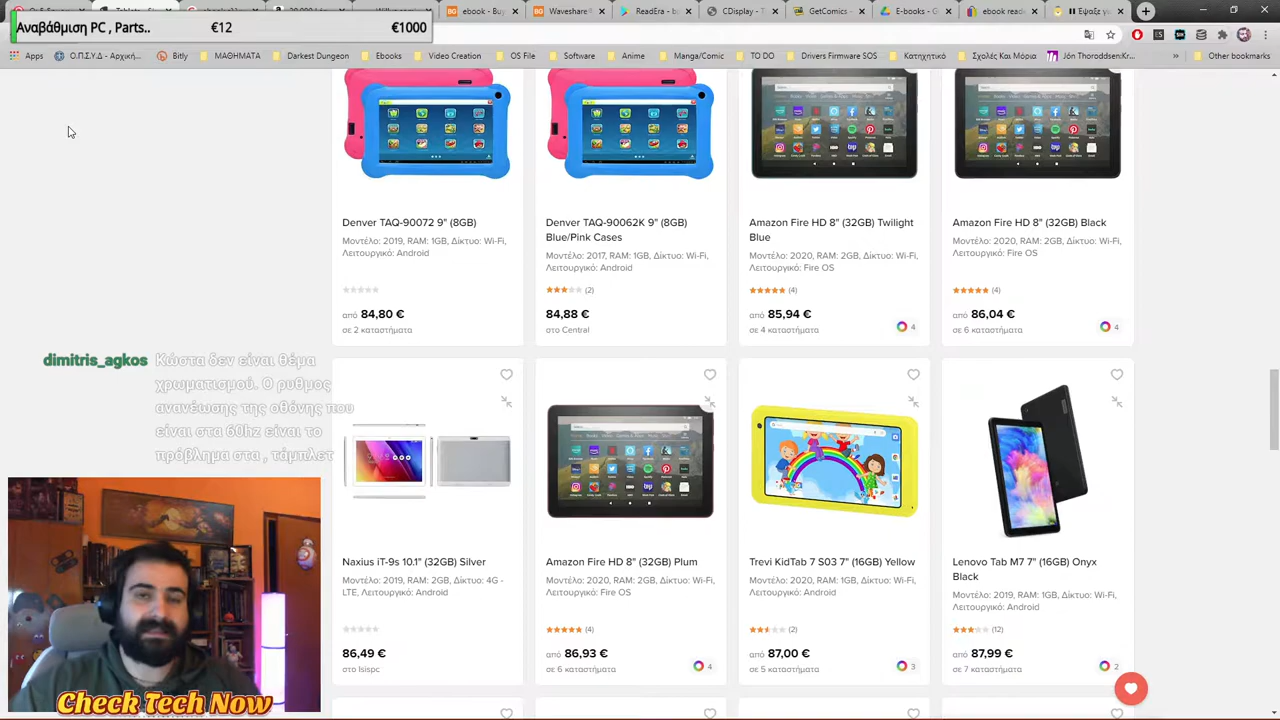 Αναβάθμιση PC , Parts..
€12
€1000
ebook - Buy
Waveshare
ReadEra -
CDisplay -
GetComics -
E-books - G
ebook read
Έψαξε γι
Apps
Ο.Π.ΣΥ.Δ - Αρχική...
Bitly
ΜΑΘΗΜΑΤΑ
Darkest Dungeon
Ebooks
Video Creation
OS File
Software
Anime
Manga/Comic
TO DO
Drivers Firmware SOS
Κατηχητικό
Σχολές Και Μόρια
Jón Thoroddsen:Kr...
Other bookmarks
Denver TAQ-90072 9" (8GB)
Μοντέλο: 2019, RAM: 1GB, Δίκτυο: Wi-Fi,
Λειτουργικό: Android
από 84,80 €
σε 2 καταστήματα
Denver TAQ-90062K 9" (8GB)
Blue/Pink Cases
Μοντέλο: 2017, RAM: 1GB, Δίκτυο: Wi-Fi,
Λειτουργικό: Android
(2)
84,88 €
στο Central
Amazon Fire HD 8" (32GB) Twilight
Blue
Μοντέλο: 2020, RAM: 2GB, Δίκτυο: Wi-Fi,
Λειτουργικό: Fire OS
(4)
από 85,94 €
σε 4 καταστήματα
4
Amazon Fire HD 8" (32GB) Black
Μοντέλο: 2020, RAM: 2GB, Δίκτυο: Wi-Fi,
Λειτουργικό: Fire OS
(4)
από 86,04 €
σε 6 καταστήματα
4
dimitris_agkos Κώστα δεν είναι θέμα
χρωματισμού. Ο ρυθμος
ανανέωσης της οθόνης που
είναι στα 60hz είναι το
πρόβλημα στα , τάμπλετ
Naxius iT-9s 10.1" (32GB) Silver
Μοντέλο: 2019, RAM: 2GB, Δίκτυο: 4G -
LTE, Λειτουργικό: Android
86,49 €
στο Isispc
Amazon Fire HD 8" (32GB) Plum
Μοντέλο: 2020, RAM: 2GB, Δίκτυο: Wi-Fi,
Λειτουργικό: Fire OS
(4)
από 86,93 €
σε 6 καταστήματα
4
Trevi KidTab 7 S03 7" (16GB) Yellow
Μοντέλο: 2020, RAM: 1GB, Δίκτυο: Wi-Fi,
Λειτουργικό: Android
(2)
από 87,00 €
σε 5 καταστήματα
3
Lenovo Tab M7 7" (16GB) Onyx
Black
Μοντέλο: 2019, RAM: 1GB, Δίκτυο: Wi-Fi,
Λειτουργικό: Android
(12)
από 87,99 €
σε 7 καταστήματα
2
Check Tech Now